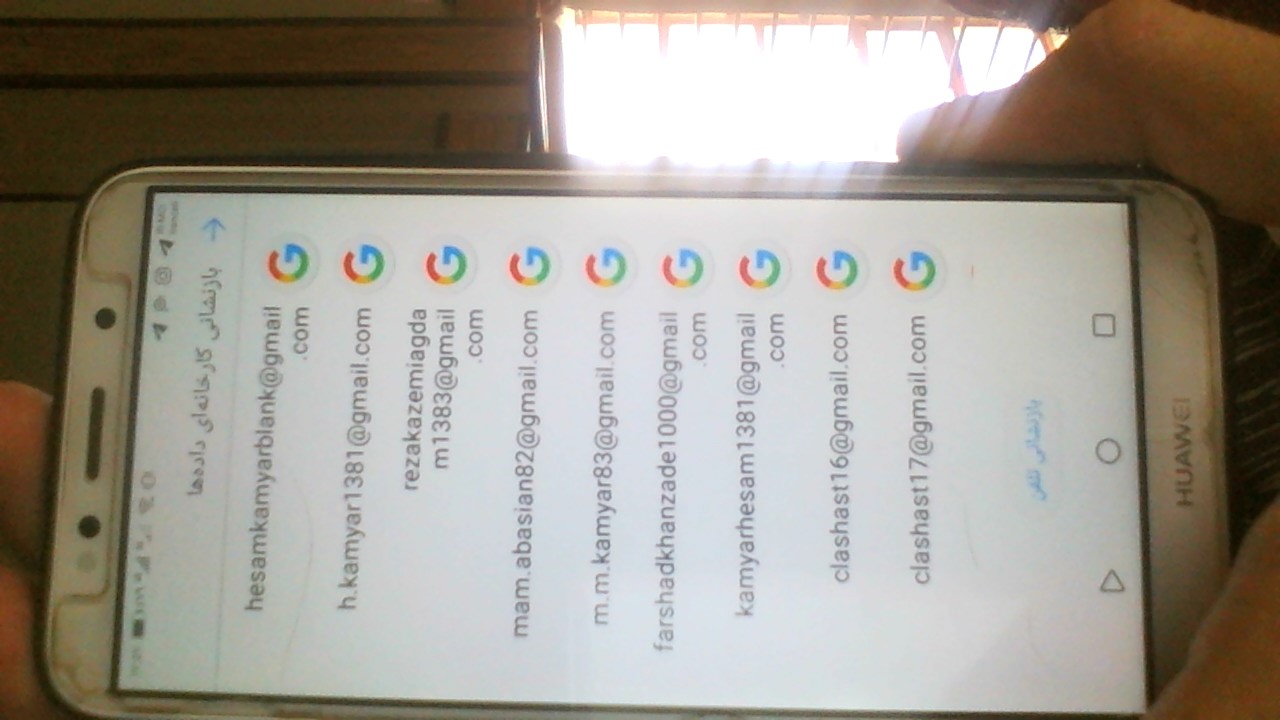 بازنشانی کارخانه‌ای داده‌ها
hesamkamyarblank@gmail
.com
h.kamyar1381@gmail.com
rezakazemiagda
m1383@gmail
.com
mam.abasian82@gmail.com
m.m.kamyar83@gmail.com
farshadkhanzade1000@gmail
.com
kamyarhesam1381@gmail
.com
clashast16@gmail.com
clashast17@gmail.com
بازنشانی تلفن
HUAWEI